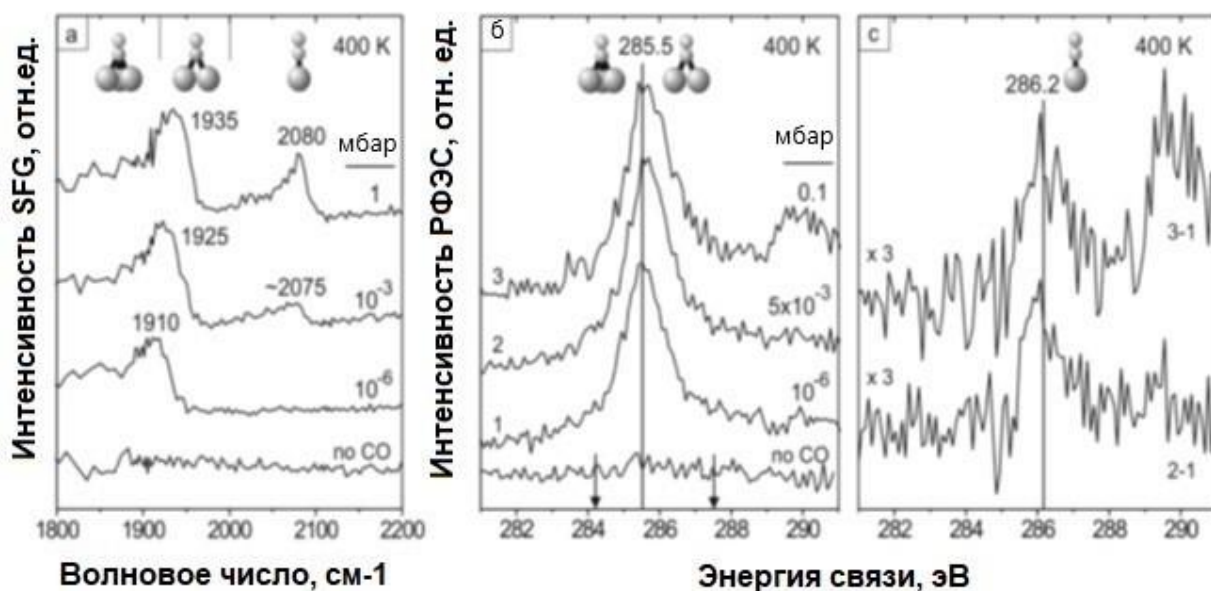 а
400 K
1935
2080
мбар
1
1925
~2075
10⁻³
1910
10⁻⁶
no CO
1800 1900 2000 2100 2200
Интенсивность SFG, отн.ед.
Волновое число, см-1
б
285.5
400 K
мбар
0.1
3
5x10⁻³
2
10⁻⁶
1
no CO
282 284 286 288 290
Интенсивность РФЭС, отн. ед.
с
400 K
286.2
x 3
3-1
x 3
2-1
282 284 286 288 290
Энергия связи, эВ